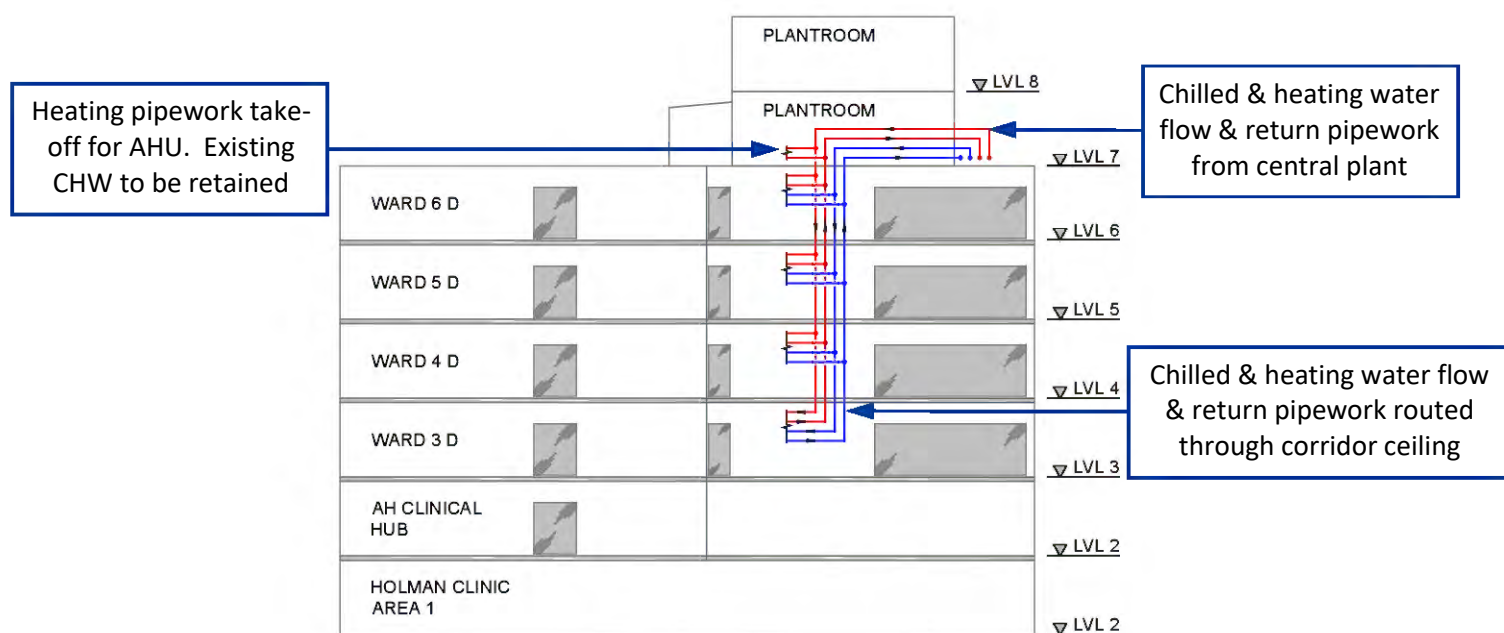 PLANTROOM
LVL 8
Heating pipework take-
off for AHU.  Existing
CHW to be retained
PLANTROOM
Chilled & heating water
flow & return pipework
from central plant
LVL 7
WARD 6 D
LVL 6
WARD 5 D
LVL 5
WARD 4 D
LVL 4
Chilled & heating water flow
& return pipework routed
through corridor ceiling
WARD 3 D
LVL 3
AH CLINICAL
HUB
LVL 2
HOLMAN CLINIC
AREA 1
LVL 2